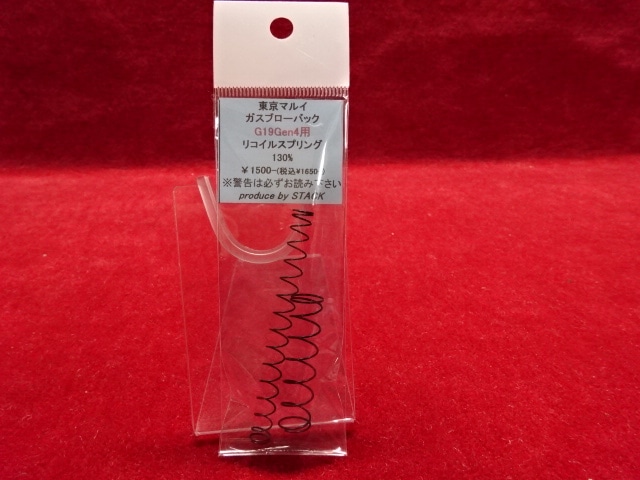 東京マルイ
ガスブローバック
G19Gen4用
リコイルスプリング
130%
￥1500-(税込¥1650-)
※警告は必ずお読み下さい
produce by STACK